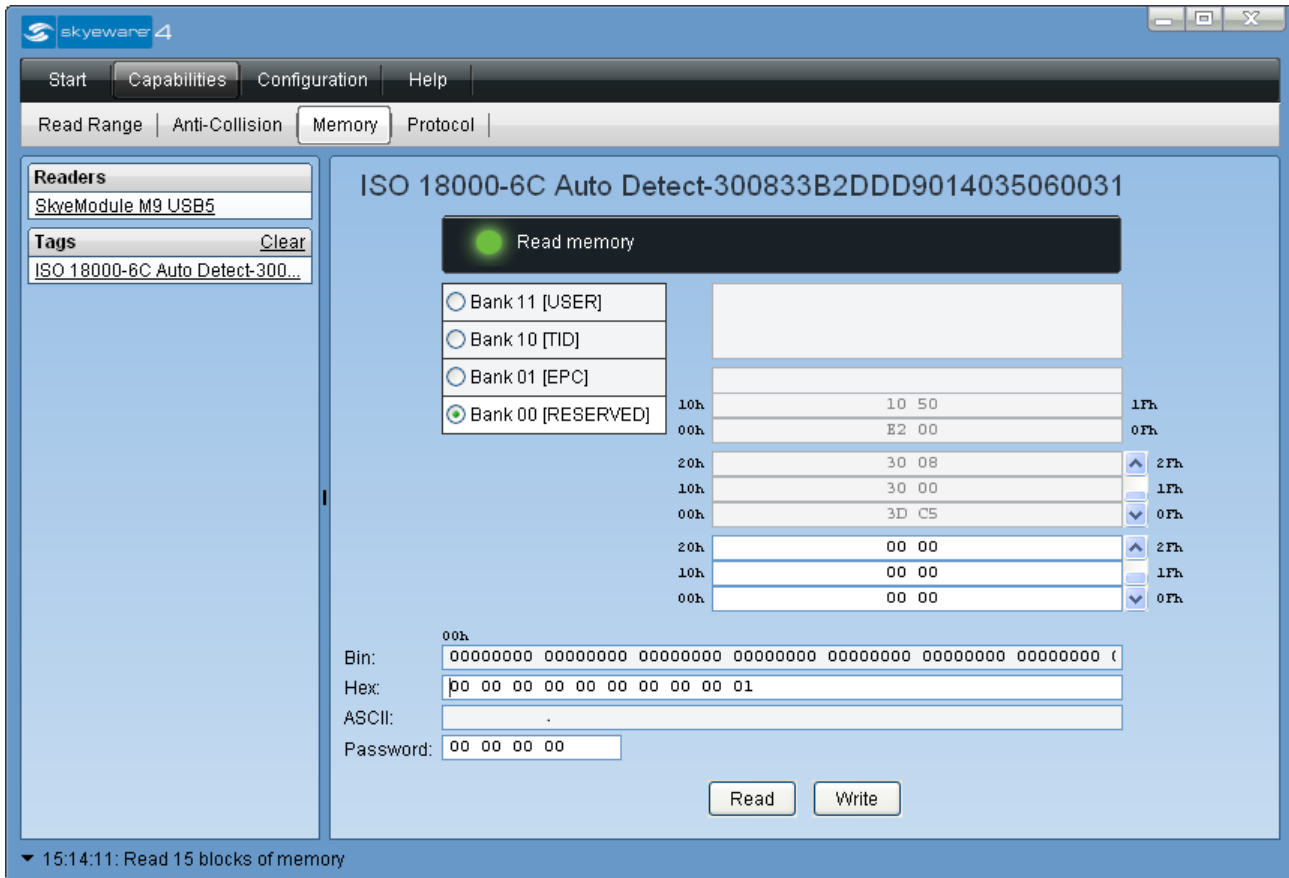 skyeware 4
Start Capabilities Configuration Help
Read Range Anti-Collision Memory Protocol
Readers
SkyeModule M9 USB5
Tags Clear
ISO 18000-6C Auto Detect-300...
ISO 18000-6C Auto Detect-300833B2DDD9014035060031
Read memory
Bank 11 [USER]
Bank 10 [TID]
Bank 01 [EPC]
Bank 00 [RESERVED]
10h 10 50 1Fh
00h E2 00 0Fh
20h 30 08 2Fh
10h 30 00 1Fh
00h 3D C5 0Fh
20h 00 00 2Fh
10h 00 00 1Fh
00h 00 00 0Fh
00h
Bin: 00000000 00000000 00000000 00000000 00000000 00000000 00000000
Hex: 00 00 00 00 00 00 00 00 00 01
ASCII: .
Password: 00 00 00 00
Read Write
15:14:11: Read 15 blocks of memory